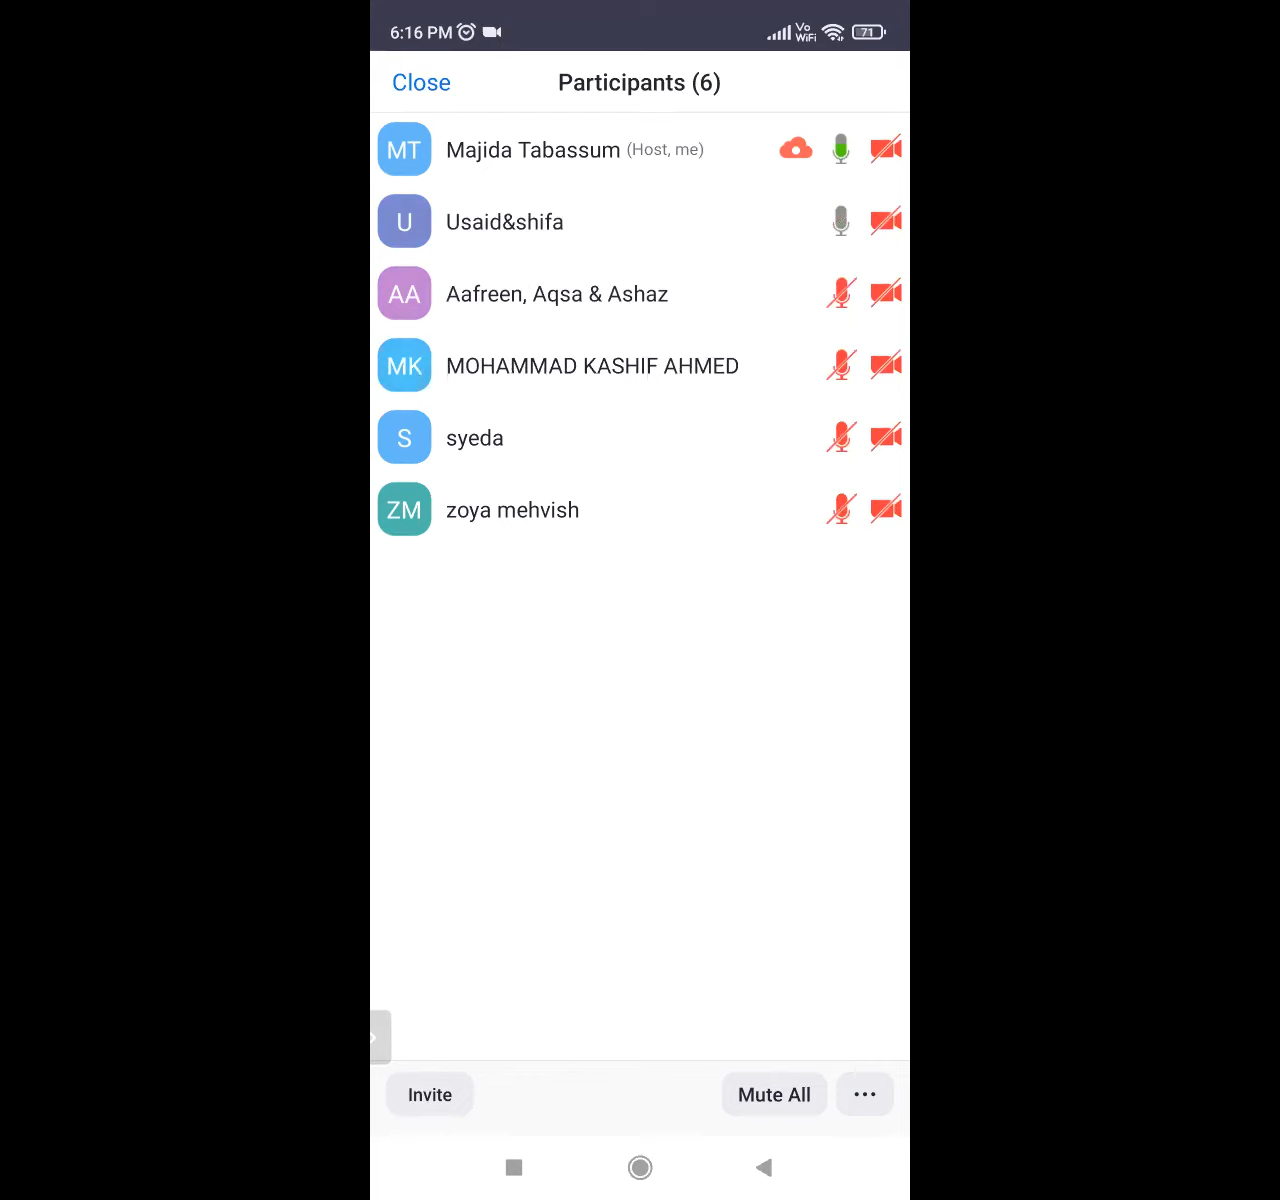 6:16 PM Vo WiFi 71
Close Participants (6)
MT Majida Tabassum (Host, me)
U Usaid&shifa
AA Aafreen, Aqsa & Ashaz
MK MOHAMMAD KASHIF AHMED
S syeda
ZM zoya mehvish
Invite Mute All ...